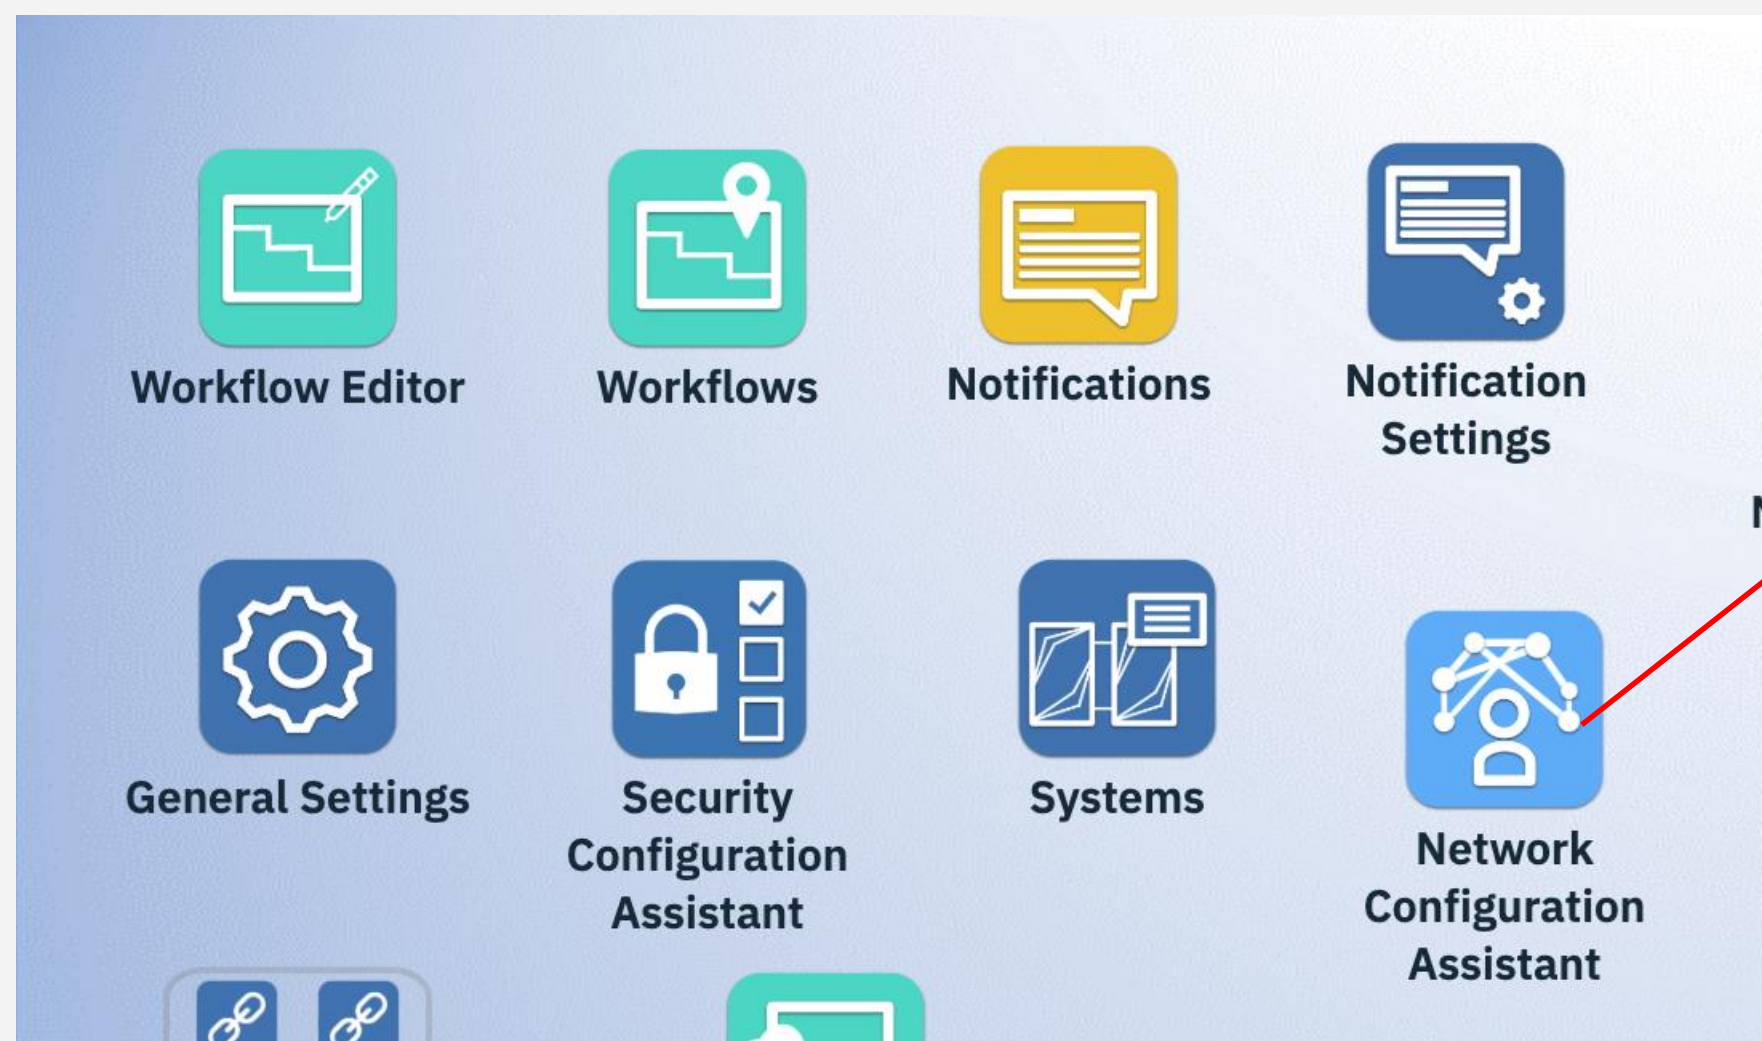 Workflow Editor
Workflows
Notifications
Notification
Settings
General Settings
Security
Configuration
Assistant
Systems
Network
Configuration
Assistant